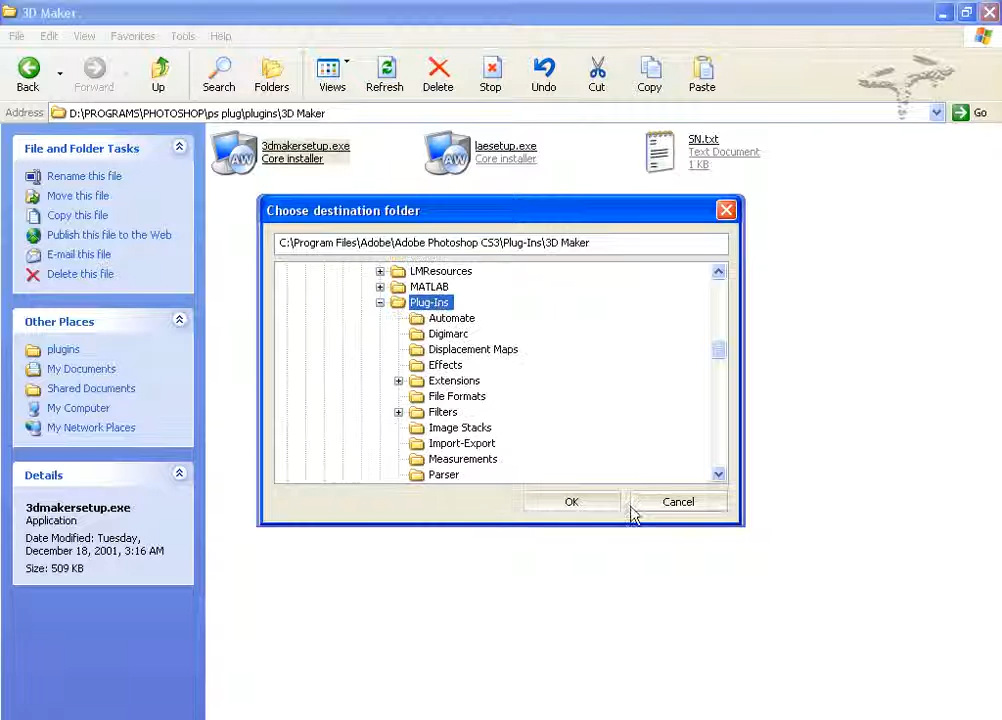 3D Maker
File Edit View Favorites Tools Help
Back Forward Up Search Folders Views Refresh Delete Stop Undo Cut Copy Paste
Address D:\PROGRAMS\PHOTOSHOP\ps plug\plugins\3D Maker Go
File and Folder Tasks
Rename this file
Move this file
Copy this file
Publish this file to the Web
E-mail this file
Delete this file
Other Places
plugins
My Documents
Shared Documents
My Computer
My Network Places
Details
3dmakersetup.exe
Application
Date Modified: Tuesday,
December 18, 2001, 3:16 AM
Size: 509 KB
3dmakersetup.exe
Core installer
laesetup.exe
Core installer
SN.txt
Text Document
1 KB
Choose destination folder
C:\Program Files\Adobe\Adobe Photoshop CS3\Plug-Ins\3D Maker
LMResources
MATLAB
Plug-Ins
Automate
Digimarc
Displacement Maps
Effects
Extensions
File Formats
Filters
Image Stacks
Import-Export
Measurements
Parser
OK Cancel